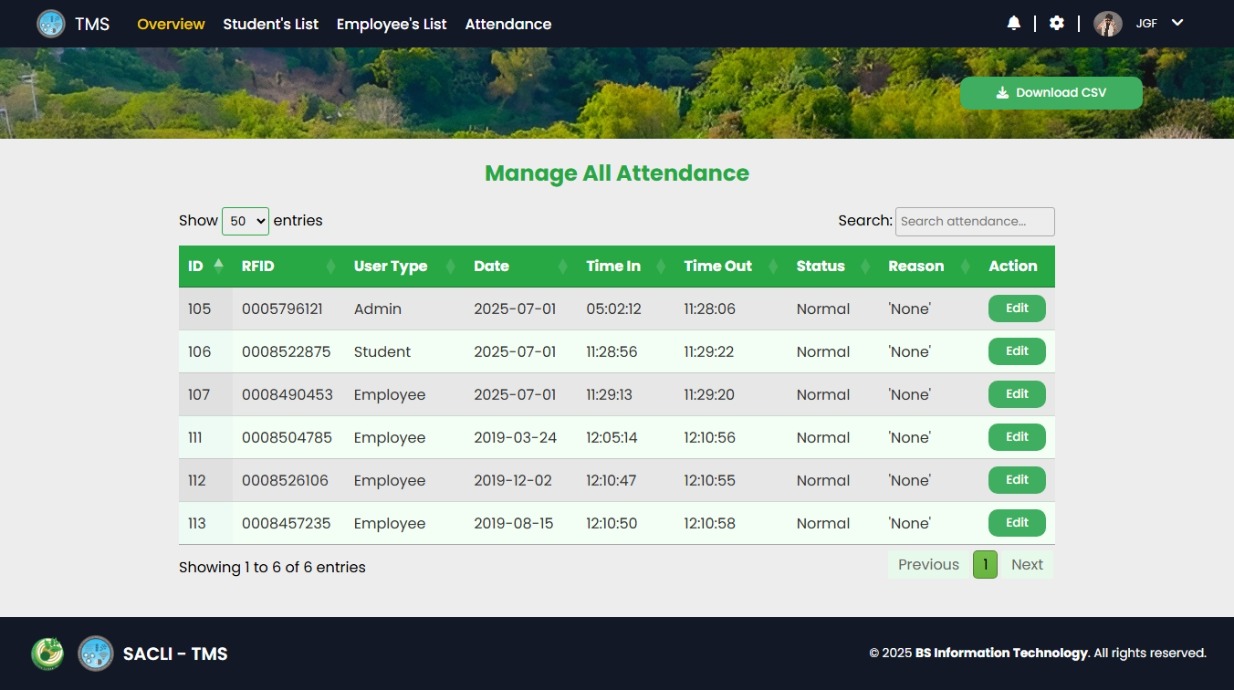 TMS Overview Student's List Employee's List Attendance | | JGF
Download CSV
Manage All Attendance
Show 50 entries Search: Search attendance...
ID RFID User Type Date Time In Time Out Status Reason Action
105 0005796121 Admin 2025-07-01 05:02:12 11:28:06 Normal 'None' Edit
106 0008522875 Student 2025-07-01 11:28:56 11:29:22 Normal 'None' Edit
107 0008490453 Employee 2025-07-01 11:29:13 11:29:20 Normal 'None' Edit
111 0008504785 Employee 2019-03-24 12:05:14 12:10:56 Normal 'None' Edit
112 0008526106 Employee 2019-12-02 12:10:47 12:10:55 Normal 'None' Edit
113 0008457235 Employee 2019-08-15 12:10:50 12:10:58 Normal 'None' Edit
Showing 1 to 6 of 6 entries Previous 1 Next
SACLI - TMS © 2025 BS Information Technology. All rights reserved.